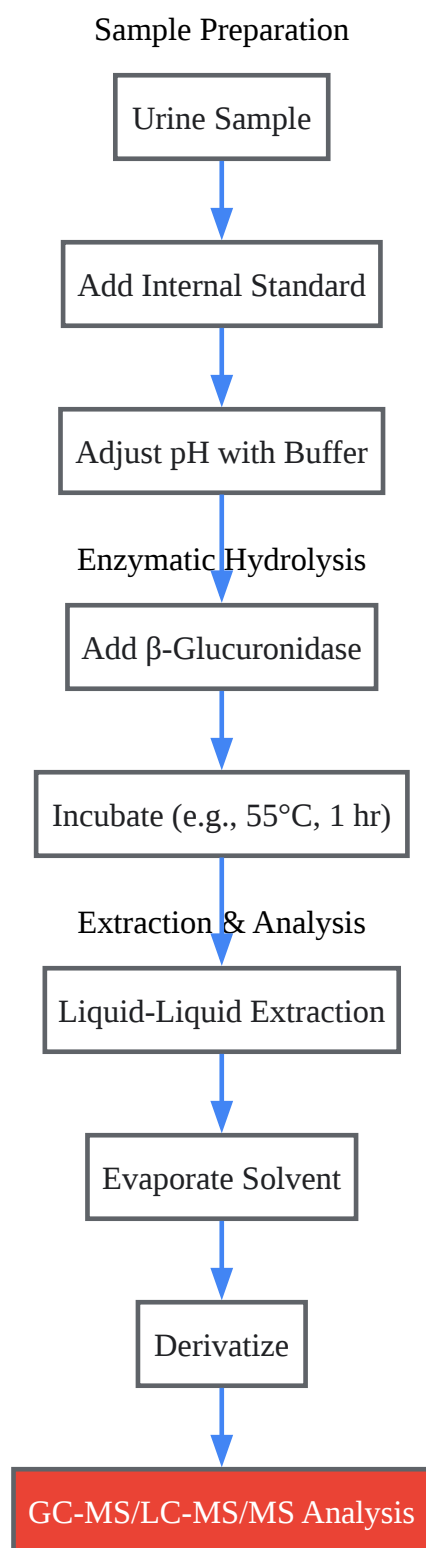 Sample Preparation
Urine Sample
Add Internal Standard
Adjust pH with Buffer
Enzymatic Hydrolysis
Add β-Glucuronidase
Incubate (e.g., 55°C, 1 hr)
Extraction & Analysis
Liquid-Liquid Extraction
Evaporate Solvent
Derivatize
GC-MS/LC-MS/MS Analysis